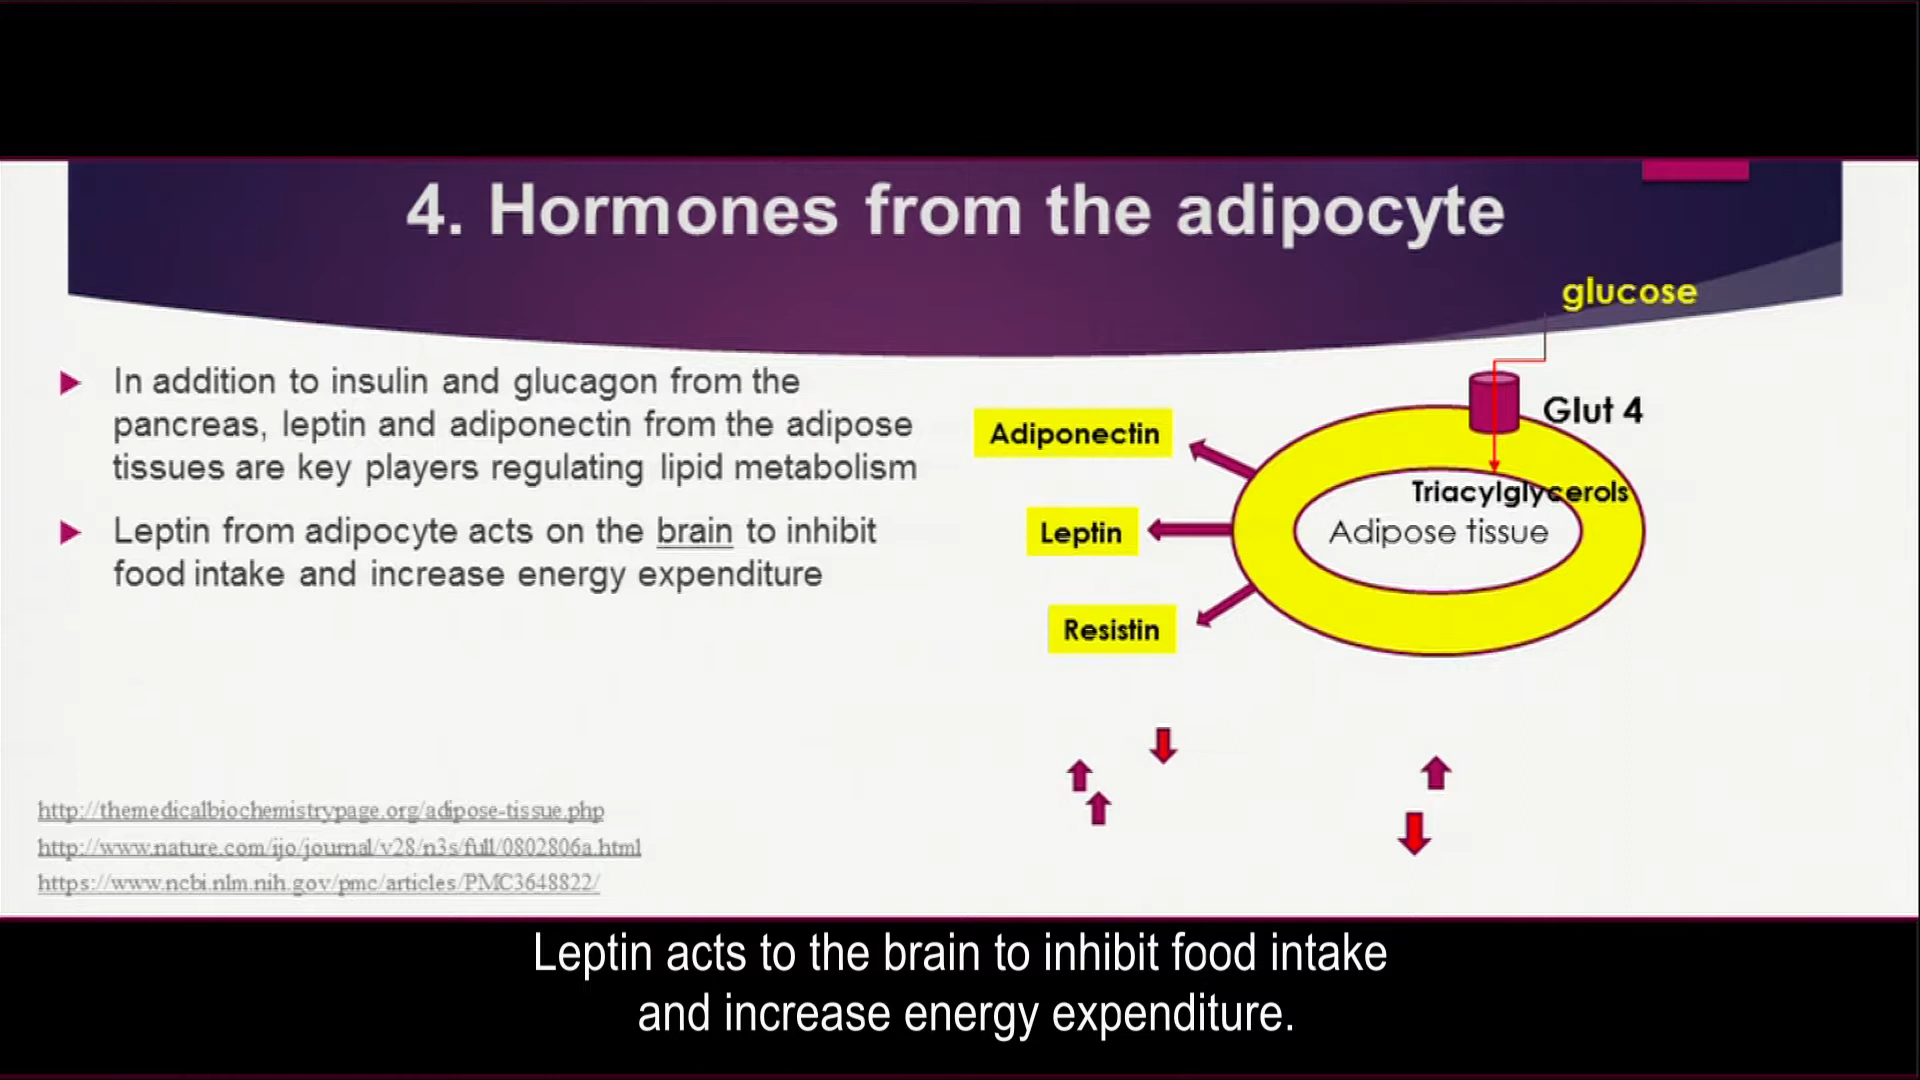 4. Hormones from the adipocyte
In addition to insulin and glucagon from the
pancreas, leptin and adiponectin from the adipose
tissues are key players regulating lipid metabolism
Leptin from adipocyte acts on the brain to inhibit
food intake and increase energy expenditure
glucose
Glut 4
Adiponectin
Triacylglycerols
Leptin
Adipose tissue
Resistin
http://themedicalbiochemistrypage.org/adipose-tissue.php
http://www.nature.com/ijo/journal/v28/n3s/full/0802806a.html
https://www.ncbi.nlm.nih.gov/pmc/articles/PMC3648822/
Leptin acts to the brain to inhibit food intake
and increase energy expenditure.